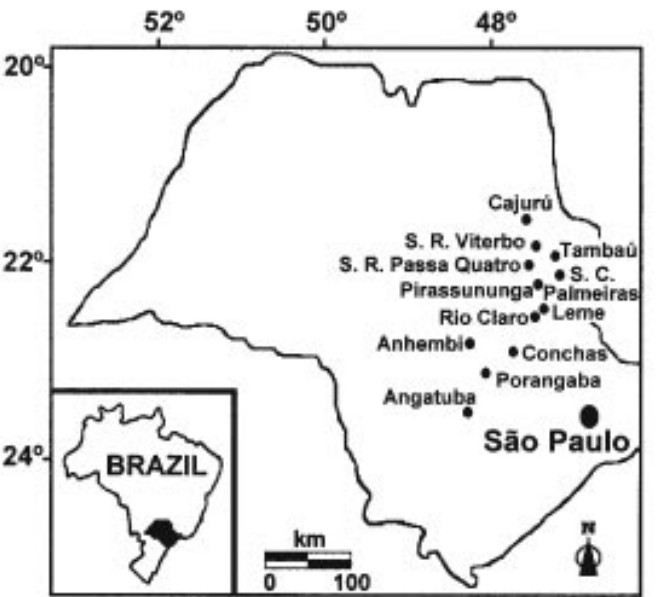 52º 50º 48º
20º
Cajurú
S. R. Viterbo
Tambaú
S. R. Passa Quatro
22º
S. C.
Palmeiras
Pirassununga
Leme
Rio Claro
Anhembi
Conchas
Porangaba
Angatuba
São Paulo
24º
BRAZIL
km
0 100
N